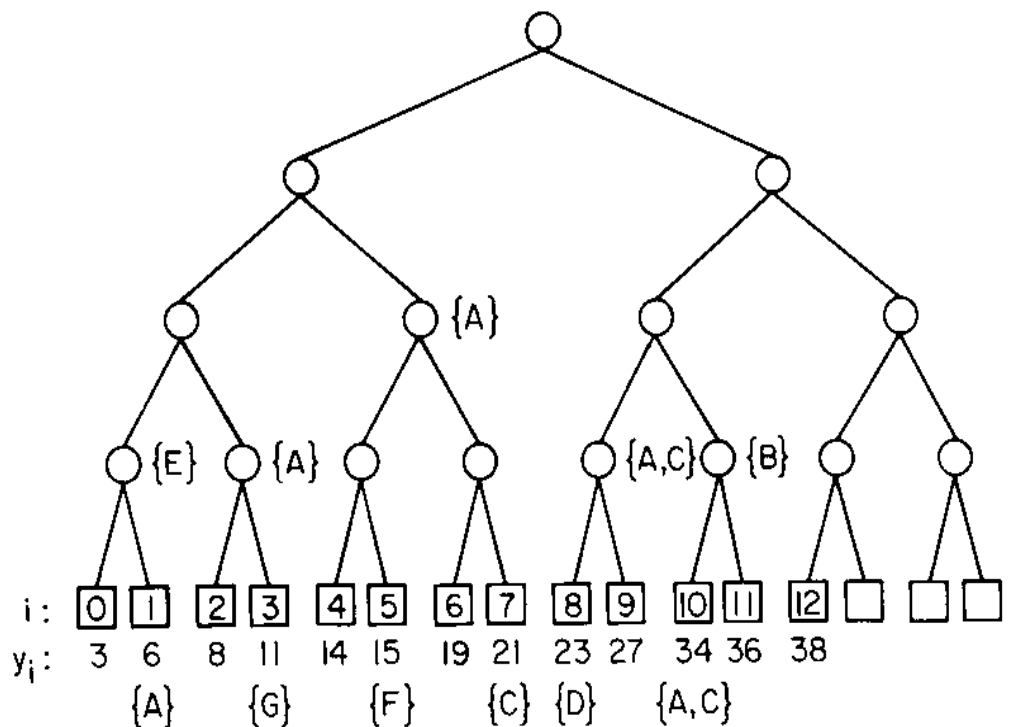 {A}
{E} {A} {A,C} {B}
i: 0 1 2 3 4 5 6 7 8 9 10 11 12
yi: 3 6 8 11 14 15 19 21 23 27 34 36 38
{A} {G} {F} {C} {D} {A,C}